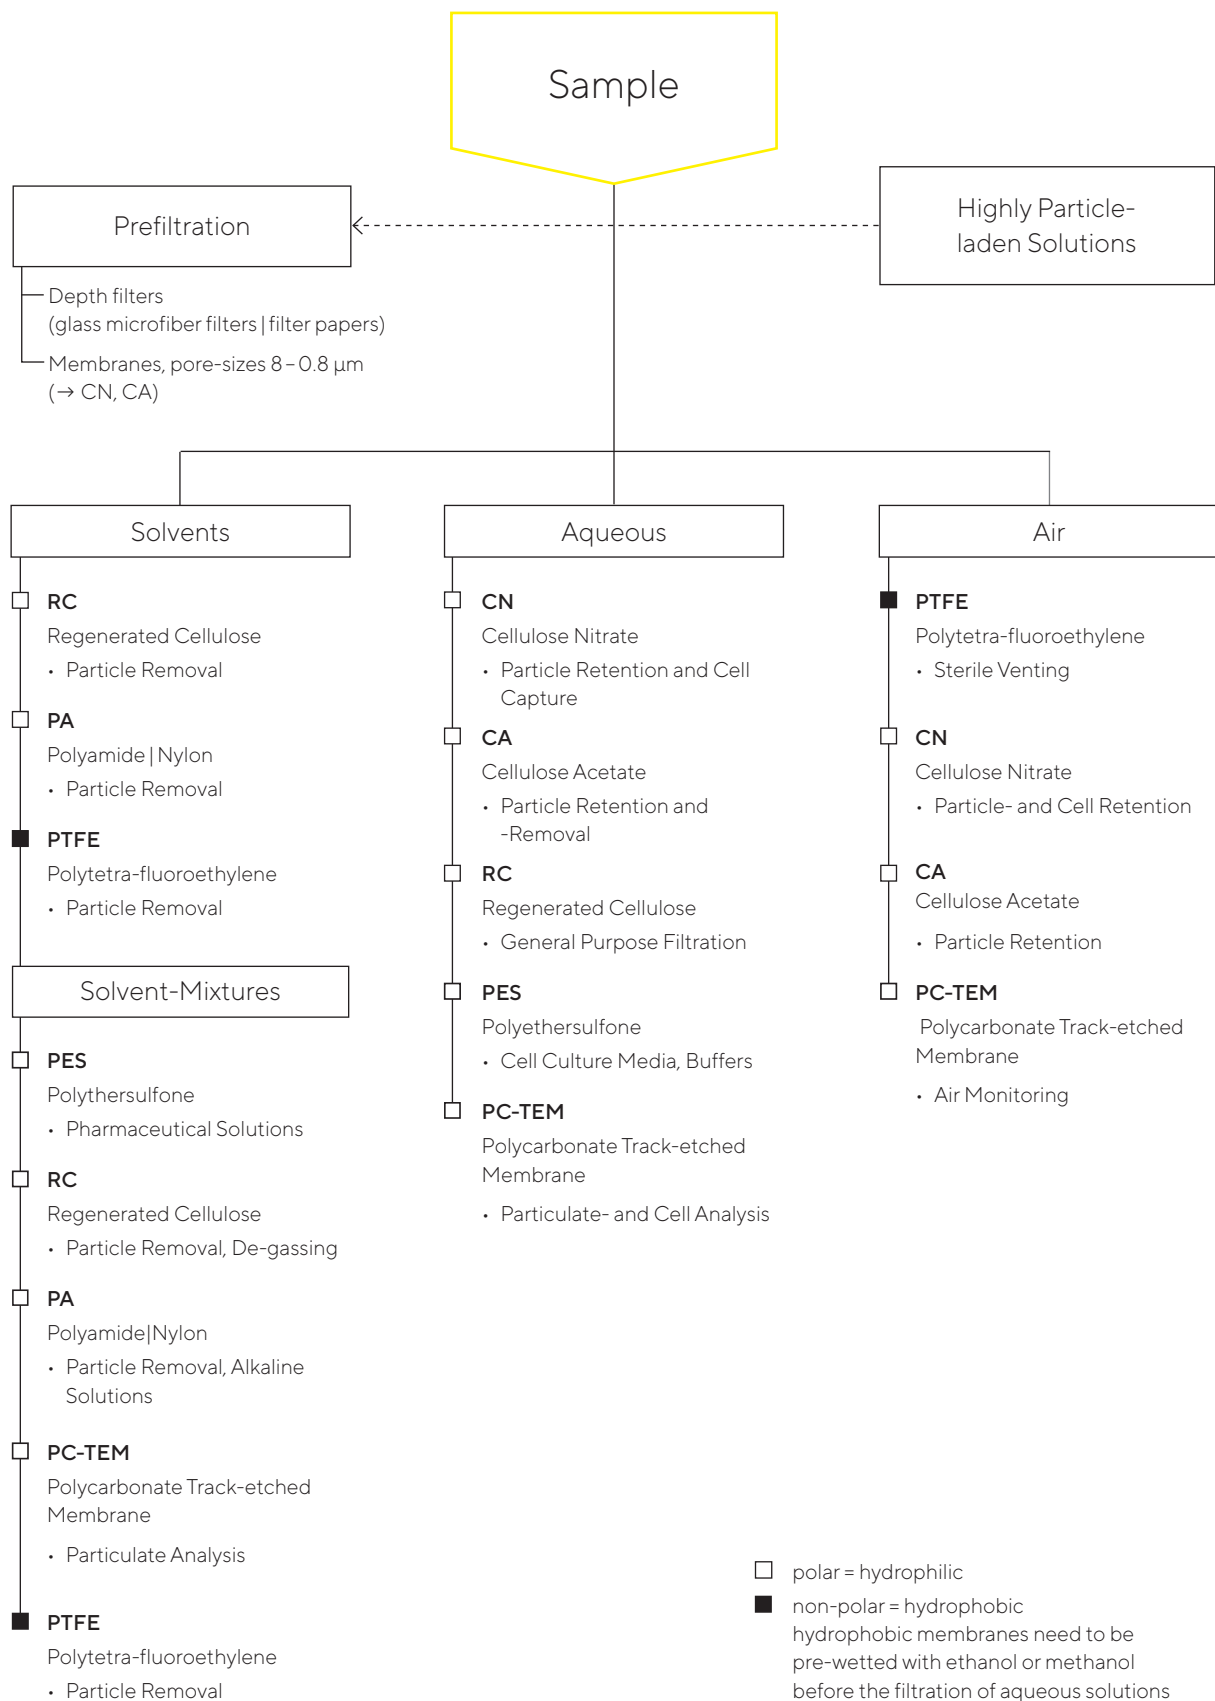 Sample
Prefiltration
Highly Particle-
laden Solutions
Depth filters
(glass microfiber filters | filter papers)
Membranes, pore-sizes 8 – 0.8 µm
(→ CN, CA)
Solvents
RC
Regenerated Cellulose
• Particle Removal
PA
Polyamide | Nylon
• Particle Removal
PTFE
Polytetra-fluoroethylene
• Particle Removal
Solvent-Mixtures
PES
Polythersulfone
• Pharmaceutical Solutions
RC
Regenerated Cellulose
• Particle Removal, De-gassing
PA
Polyamide|Nylon
• Particle Removal, Alkaline
Solutions
PC-TEM
Polycarbonate Track-etched
Membrane
• Particulate Analysis
PTFE
Polytetra-fluoroethylene
• Particle Removal
Aqueous
CN
Cellulose Nitrate
• Particle Retention and Cell
Capture
CA
Cellulose Acetate
• Particle Retention and
-Removal
RC
Regenerated Cellulose
• General Purpose Filtration
PES
Polyethersulfone
• Cell Culture Media, Buffers
PC-TEM
Polycarbonate Track-etched
Membrane
• Particulate- and Cell Analysis
Air
PTFE
Polytetra-fluoroethylene
• Sterile Venting
CN
Cellulose Nitrate
• Particle- and Cell Retention
CA
Cellulose Acetate
• Particle Retention
PC-TEM
Polycarbonate Track-etched
Membrane
• Air Monitoring
polar = hydrophilic
non-polar = hydrophobic
hydrophobic membranes need to be
pre-wetted with ethanol or methanol
before the filtration of aqueous solutions